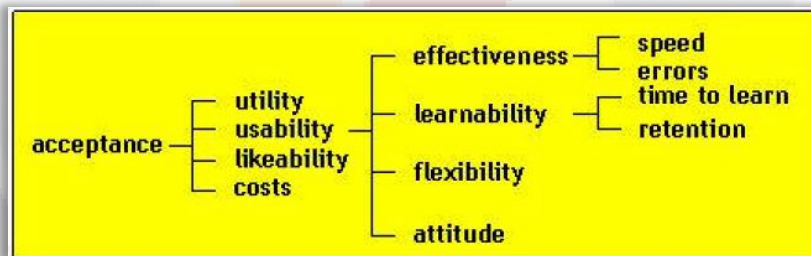 acceptance
utility
usability
likeability
costs
effectiveness
learnability
flexibility
attitude
speed
errors
time to learn
retention